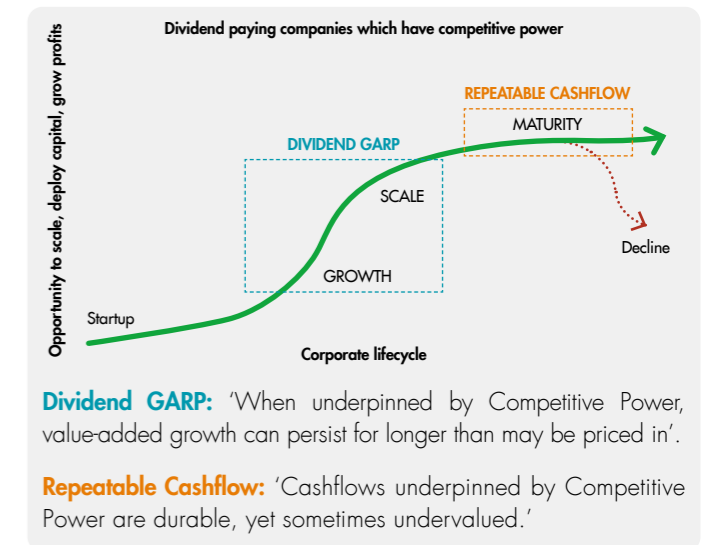 Dividend paying companies which have competitive power
Opportunity to scale, deploy capital, grow profits
REPEATABLE CASHFLOW
MATURITY
DIVIDEND GARP
SCALE
Decline
GROWTH
Startup
Corporate lifecycle
Dividend GARP: ‘When underpinned by Competitive Power,
value-added growth can persist for longer than may be priced in’.
Repeatable Cashflow: ‘Cashflows underpinned by Competitive
Power are durable, yet sometimes undervalued.’